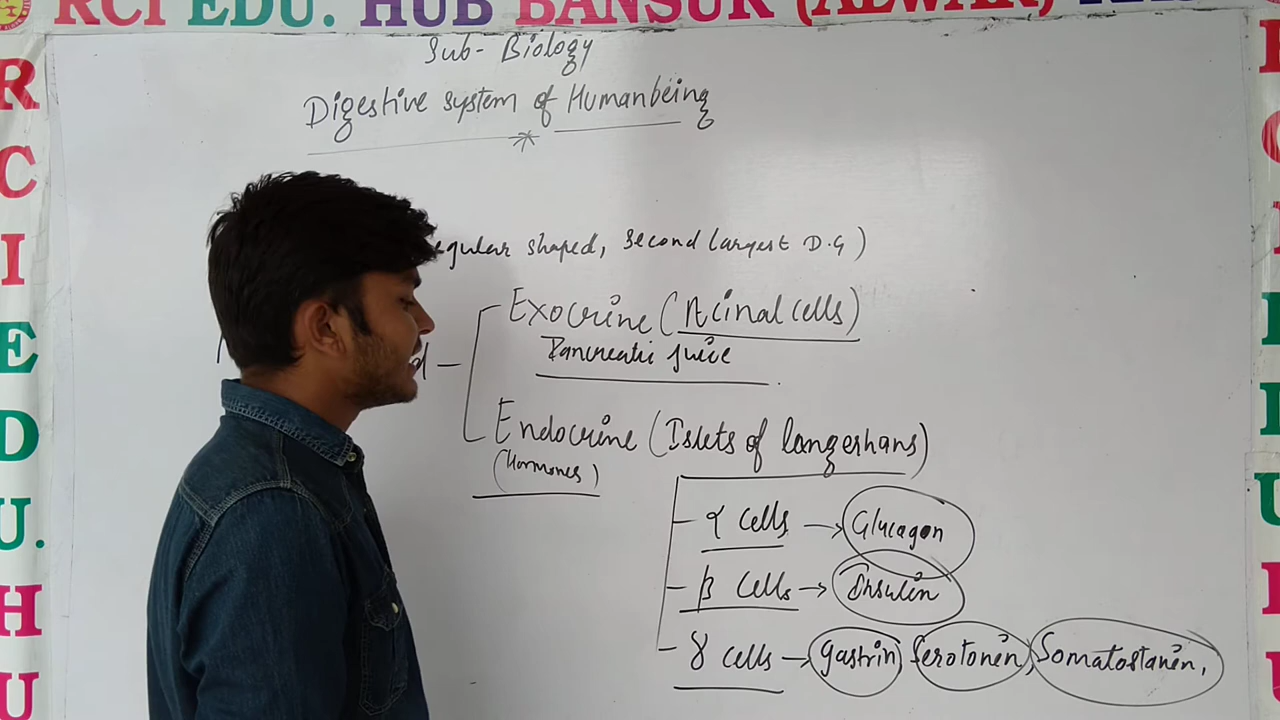 RCI EDU. HUB BANSUR (ALWAR)
Sub- Biology
Digestive system of Humanbeing
egular shaped, Second largest D.G)
Exocrine (Acinal cells)
Pancreatic juice
Endocrine (Islets of langerhans)
(Hormones)
α cells → Glucagon
β cells → Insulin
γ cells → gastrin, serotonin, Somatostanin,
R
C
I
E
D
U.
H
U